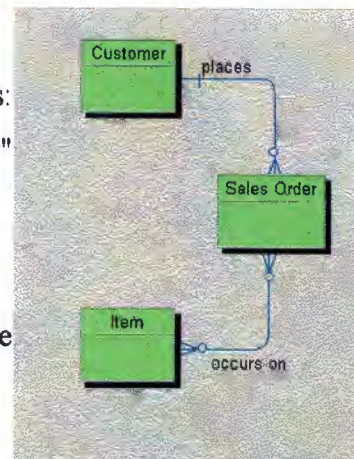 Customer
places
s:
"
Sales Order
Item
e
occurs on